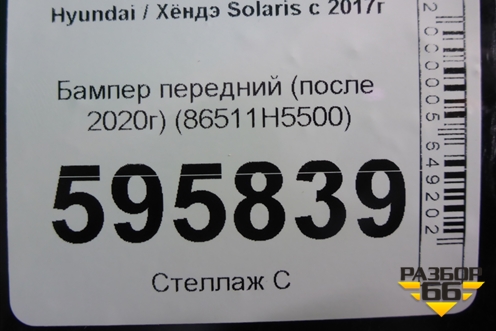 Hyundai / Хёндэ Solaris с 2017г
Бампер передний (после
2020г) (86511H5500)
595839
Стеллаж С
2000005649202
РАЗБОР
66